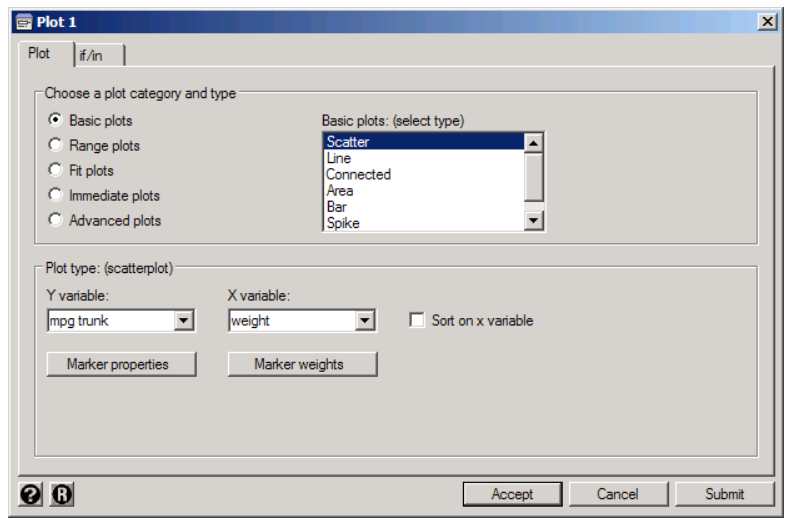 Plot 1
Plot if/in
Choose a plot category and type
Basic plots
Range plots
Fit plots
Immediate plots
Advanced plots
Basic plots: (select type)
Scatter
Line
Connected
Area
Bar
Spike
Plot type: (scatterplot)
Y variable: X variable:
mpg trunk weight Sort on x variable
Marker properties Marker weights
? R Accept Cancel Submit